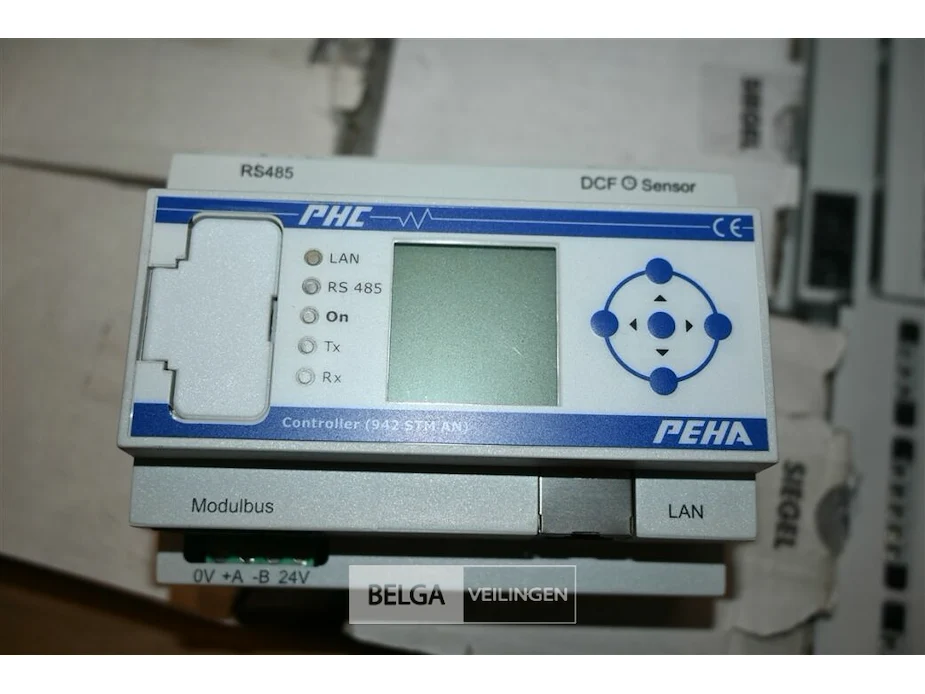 RS485
DCF Sensor
PHC
CE
LAN
RS 485
On
Tx
Rx
Controller (942 STM AN)
PEHA
Modulbus
LAN
0V +A -B 24V
BELGA VEILINGEN
SIEGEL
SIEGEL